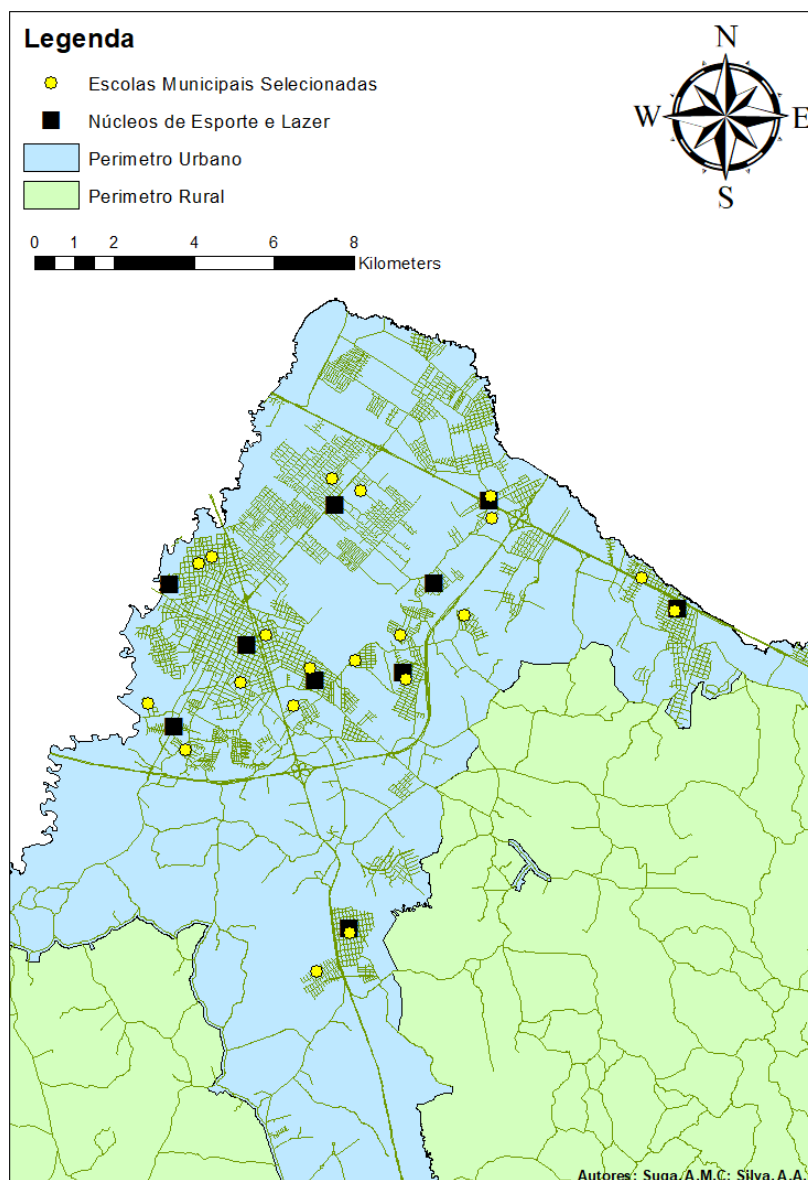 Legenda
Escolas Municipais Selecionadas
Núcleos de Esporte e Lazer
Perimetro Urbano
Perimetro Rural
0 1 2 4 6 8
Kilometers
N
W E
S
Autores: Suga, A.M.C; Silva, A.A.